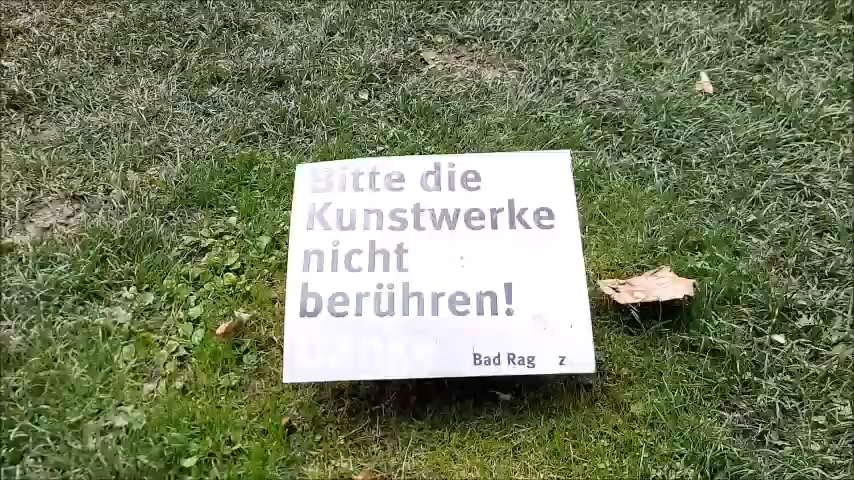 Bitte die
Kunstwerke
nicht
berühren!
Bad Rag z